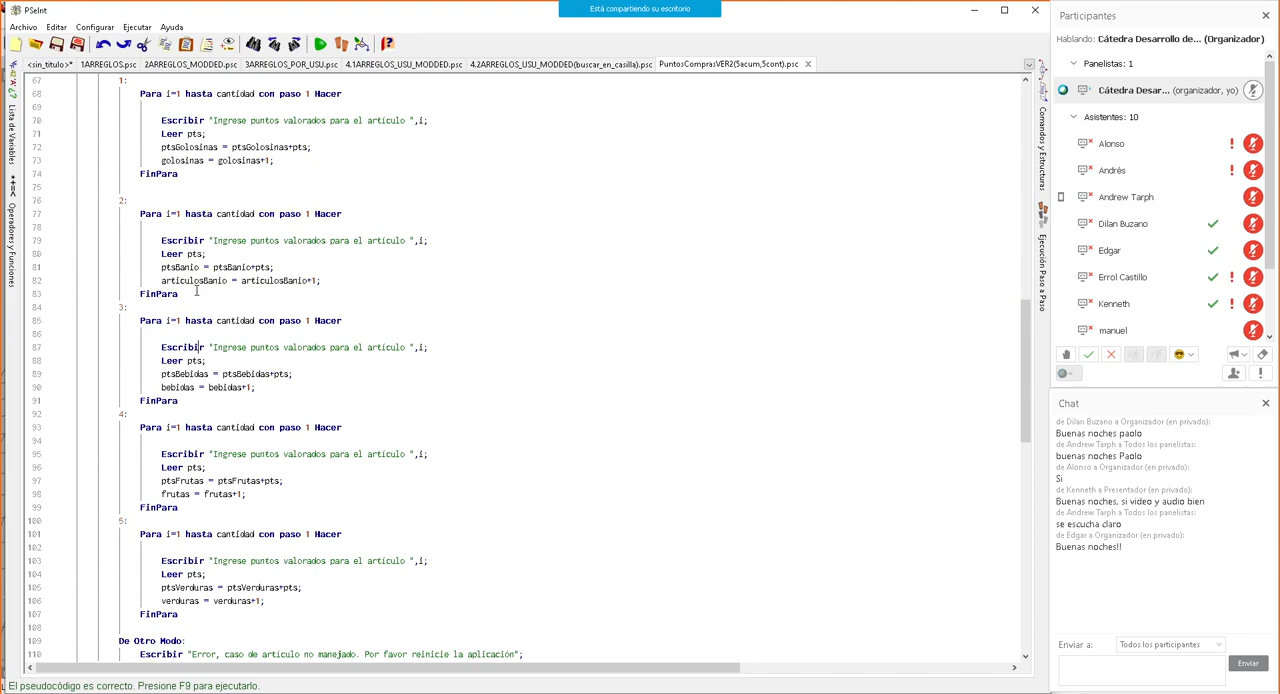 Está compartiendo su escritorio
PSeInt
Archivo Editar Configurar Ejecutar Ayuda
<sin_titulo>* 1ARREGLOS.psc 2ARREGLOS_MODDED.psc 3ARREGLOS_POR_USU.psc 4.1ARREGLOS_USU_MODDED.psc 4.2ARREGLOS_USU_MODDED(buscar_en_casilla).psc PuntosComprasVER2(5acum,5cont).psc
Lista de Variables
Operadores y Funciones
67 1:
68 Para i=1 hasta cantidad con paso 1 Hacer
69
70 Escribir "Ingrese puntos valorados para el artículo ",i;
71 Leer pts;
72 ptsGolosinas = ptsGolosinas+pts;
73 golosinas = golosinas+1;
74 FinPara
75
76 2:
77 Para i=1 hasta cantidad con paso 1 Hacer
78
79 Escribir "Ingrese puntos valorados para el artículo ",i;
80 Leer pts;
81 ptsBanio = ptsBanio+pts;
82 articulosBanio = articulosBanio+1;
83 FinPara
84 3:
85 Para i=1 hasta cantidad con paso 1 Hacer
86
87 Escribir "Ingrese puntos valorados para el artículo ",i;
88 Leer pts;
89 ptsBebidas = ptsBebidas+pts;
90 bebidas = bebidas+1;
91 FinPara
92 4:
93 Para i=1 hasta cantidad con paso 1 Hacer
94
95 Escribir "Ingrese puntos valorados para el artículo ",i;
96 Leer pts;
97 ptsFrutas = ptsFrutas+pts;
98 frutas = frutas+1;
99 FinPara
100 5:
101 Para i=1 hasta cantidad con paso 1 Hacer
102
103 Escribir "Ingrese puntos valorados para el artículo ",i;
104 Leer pts;
105 ptsVerduras = ptsVerduras+pts;
106 verduras = verduras+1;
107 FinPara
108
109 De Otro Modo:
110 Escribir "Error, caso de artículo no manejado. Por favor reinicie la aplicación";
El pseudocódigo es correcto. Presione F9 para ejecutarlo.
Comandos y Estructuras
Ejecución Paso a Paso
Participantes
Hablando: Cátedra Desarrollo de... (Organizador)
Panelistas: 1
Cátedra Desar... (organizador, yo)
Asistentes: 10
Alonso
Andrés
Andrew Tarph
Dilan Buzano
Edgar
Errol Castillo
Kenneth
manuel
Chat
de Dilan Buzano a Organizador (en privado):
Buenas noches paolo
de Andrew Tarph a Todos los panelistas:
buenas noches Paolo
de Alonso a Organizador (en privado):
Si
de Kenneth a Presentador (en privado):
Buenas noches, si video y audio bien
de Andrew Tarph a Todos los panelistas:
se escucha claro
de Edgar a Organizador (en privado):
Buenas noches!!
Enviar a: Todos los participantes
Enviar